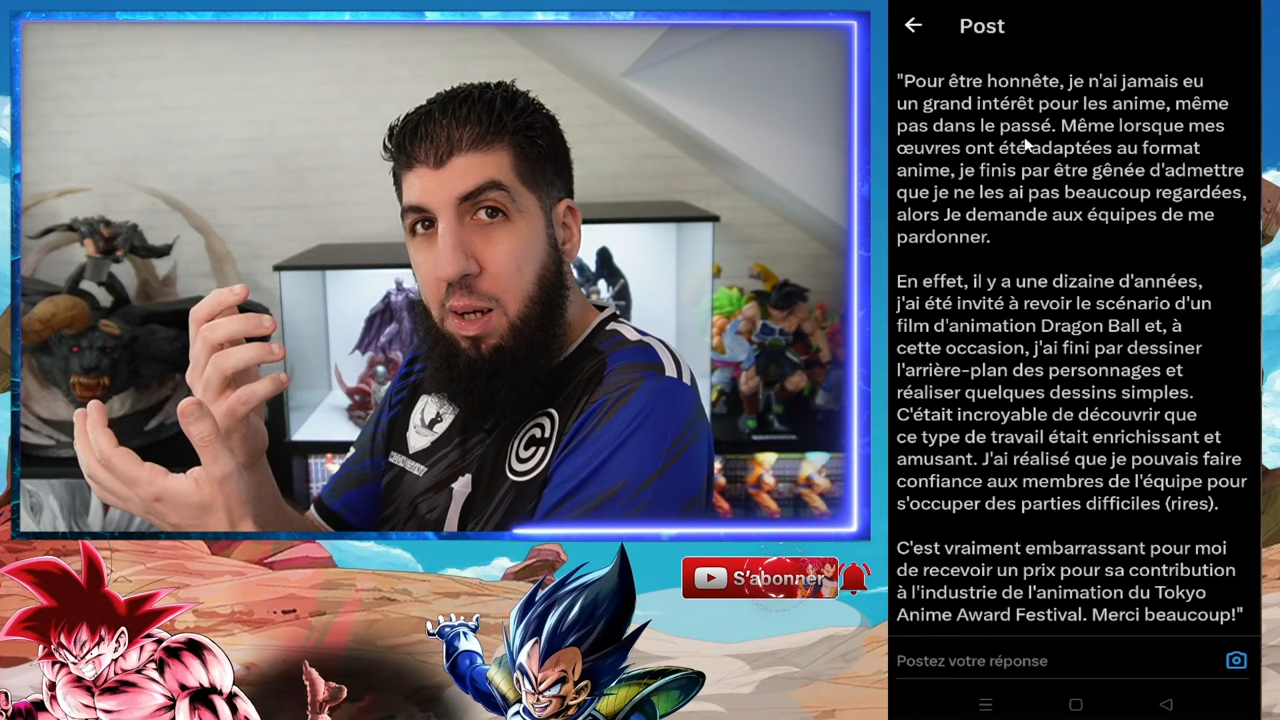 Post
"Pour être honnête, je n'ai jamais eu
un grand intérêt pour les anime, même
pas dans le passé. Même lorsque mes
œuvres ont été adaptées au format
anime, je finis par être gênée d'admettre
que je ne les ai pas beaucoup regardées,
alors Je demande aux équipes de me
pardonner.
En effet, il y a une dizaine d'années,
j'ai été invité à revoir le scénario d'un
film d'animation Dragon Ball et, à
cette occasion, j'ai fini par dessiner
l'arrière-plan des personnages et
réaliser quelques dessins simples.
C'était incroyable de découvrir que
ce type de travail était enrichissant et
amusant. J'ai réalisé que je pouvais faire
confiance aux membres de l'équipe pour
s'occuper des parties difficiles (rires).
C'est vraiment embarrassant pour moi
de recevoir un prix pour sa contribution
à l'industrie de l'animation du Tokyo
Anime Award Festival. Merci beaucoup!"
Postez votre réponse
S'abonner